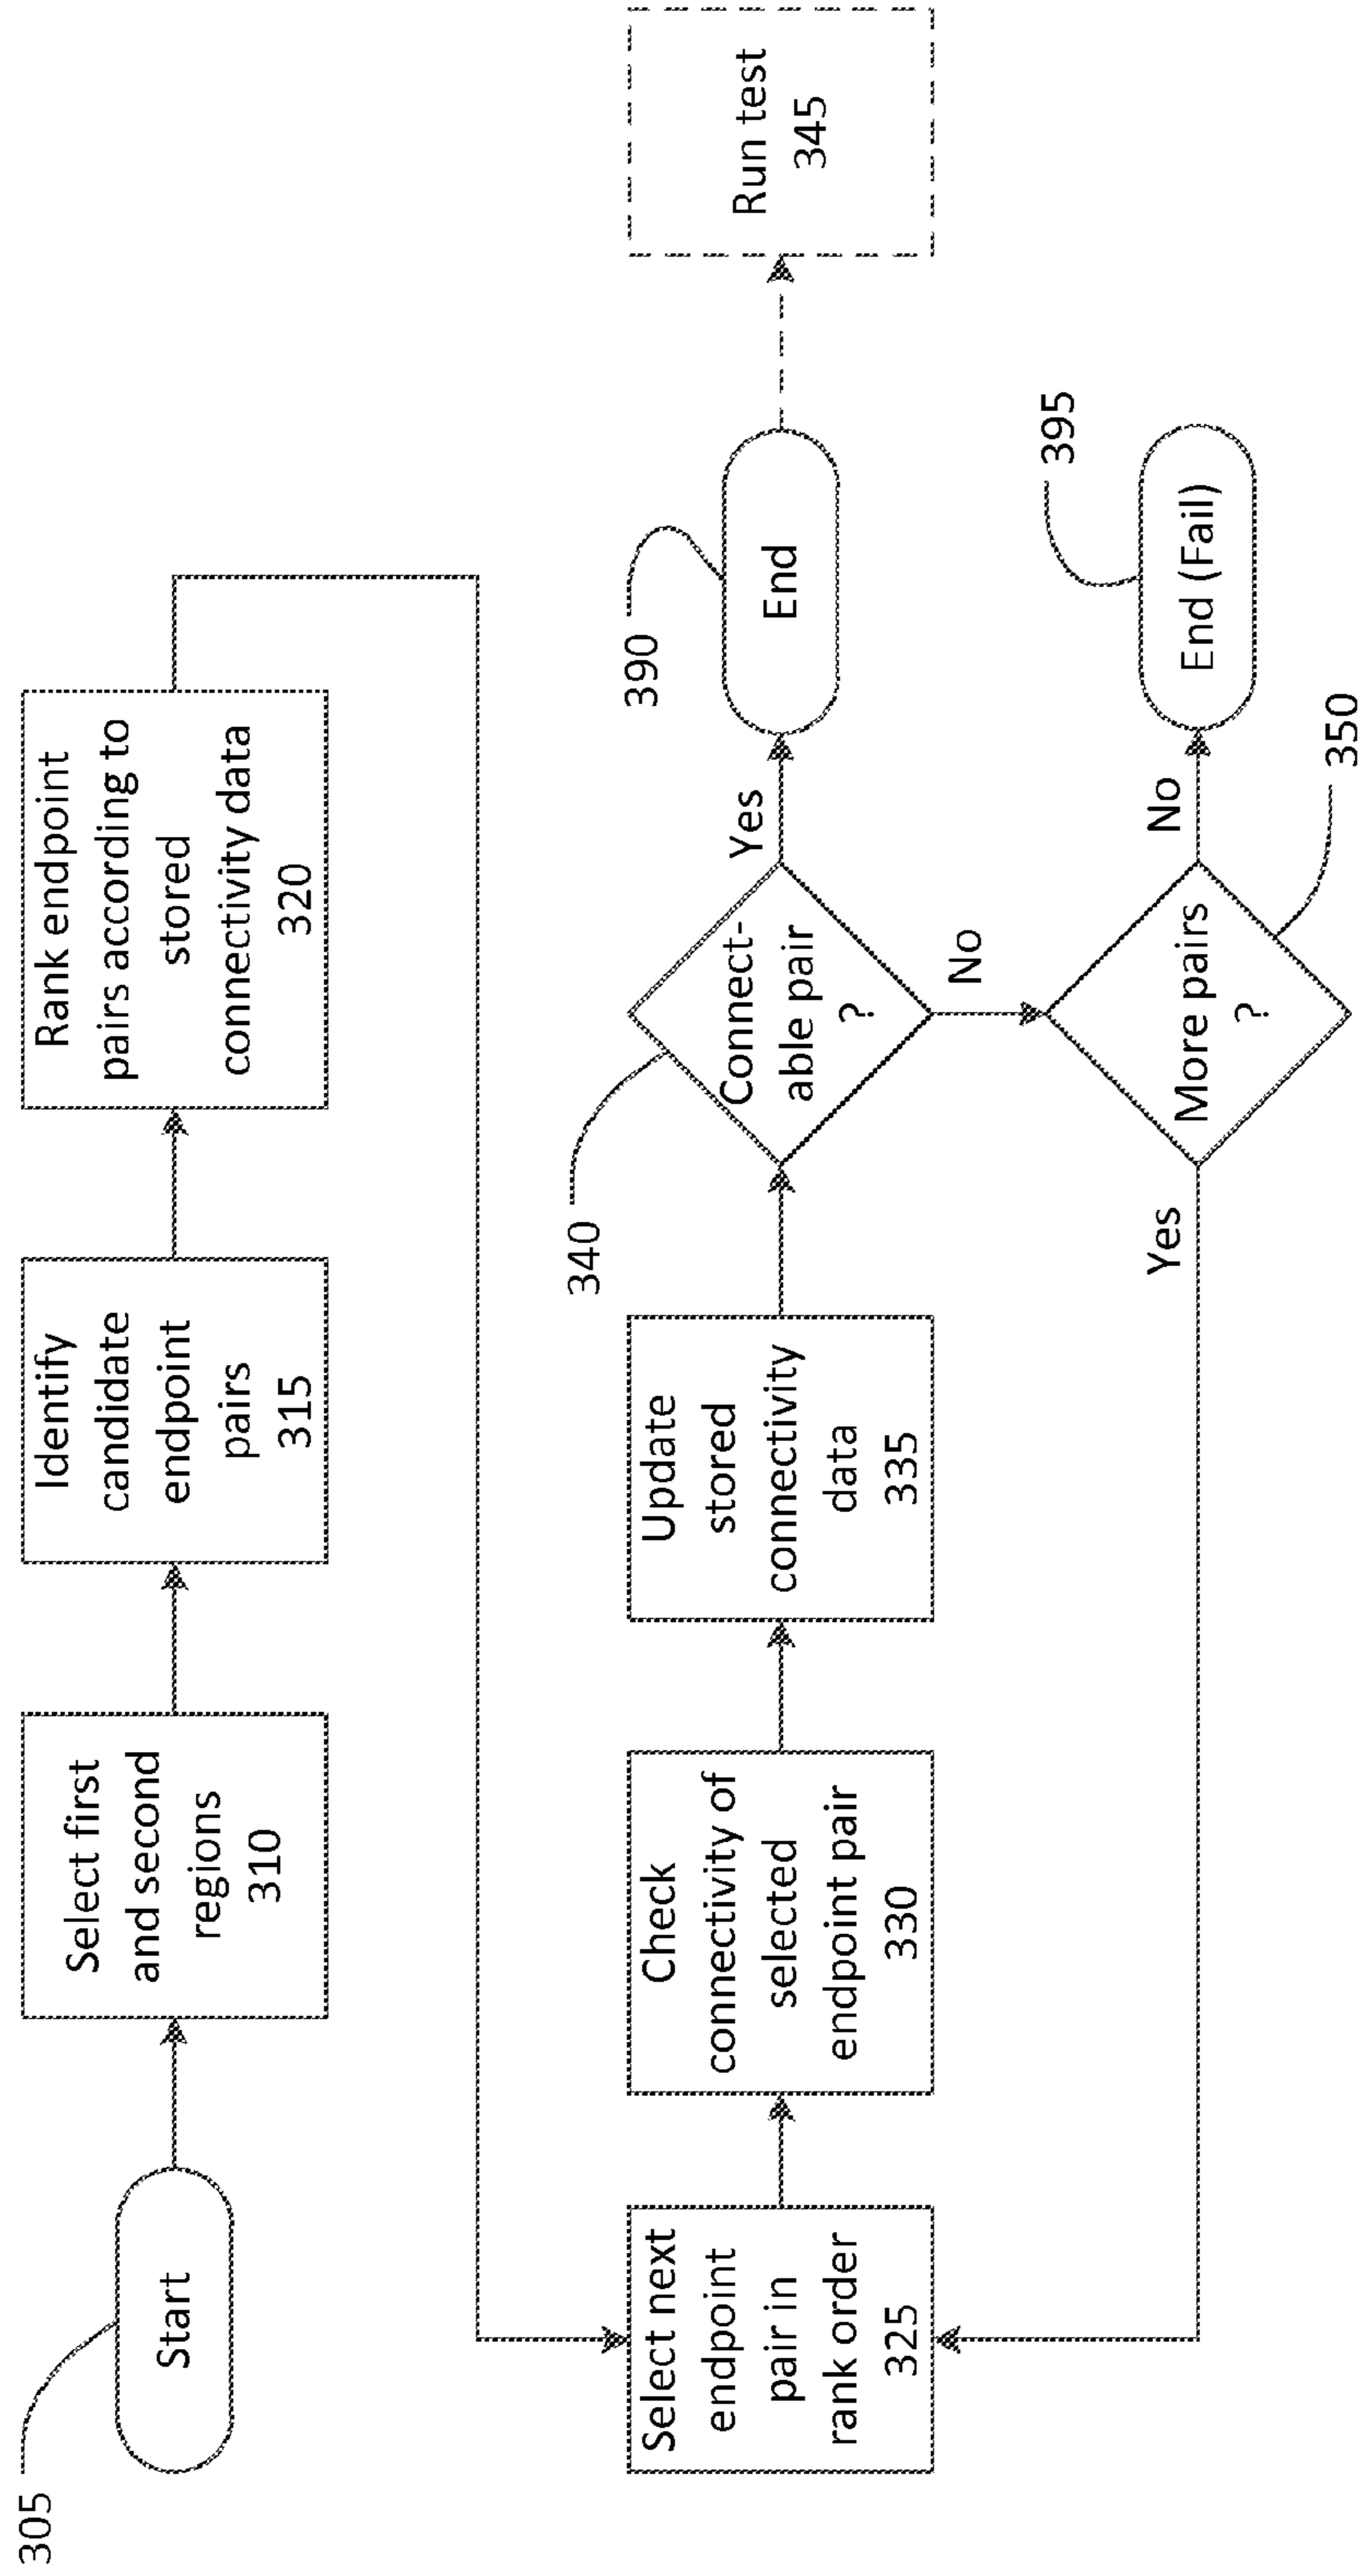 305
Start
Select first
and second
regions
310
Identify
candidate
endpoint
pairs
315
Rank endpoint
pairs according to
stored
connectivity data
320
Select next
endpoint
pair in
rank order
325
Check
connectivity of
selected
endpoint pair
330
Update
stored
connectivity
data
335
340
Connect-
able pair
?
Yes
No
390
End
Run test
345
Yes
More pairs
?
350
No
395
End (Fail)